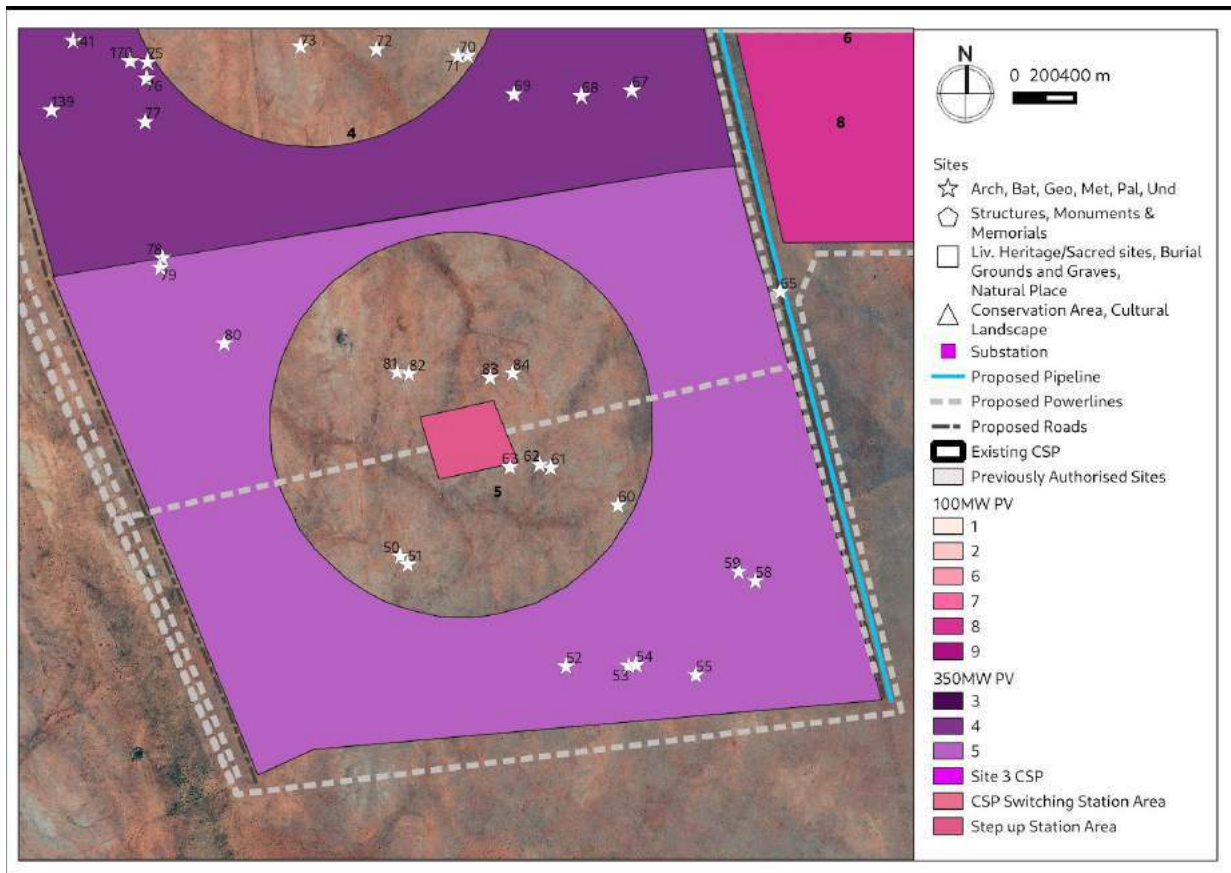 141
170
75
76
139
77
73
72
70
71
69
68
67
4
6
8
78
79
80
81
82
83
84
65
63
62
61
5
60
50
51
59
58
52
53
54
55
N
0 200400 m
Sites
Arch, Bat, Geo, Met, Pal, Und
Structures, Monuments &
Memorials
Liv. Heritage/Sacred sites, Burial
Grounds and Graves,
Natural Place
Conservation Area, Cultural
Landscape
Substation
Proposed Pipeline
Proposed Powerlines
Proposed Roads
Existing CSP
Previously Authorised Sites
100MW PV
1
2
6
7
8
9
350MW PV
3
4
5
Site 3 CSP
CSP Switching Station Area
Step up Station Area